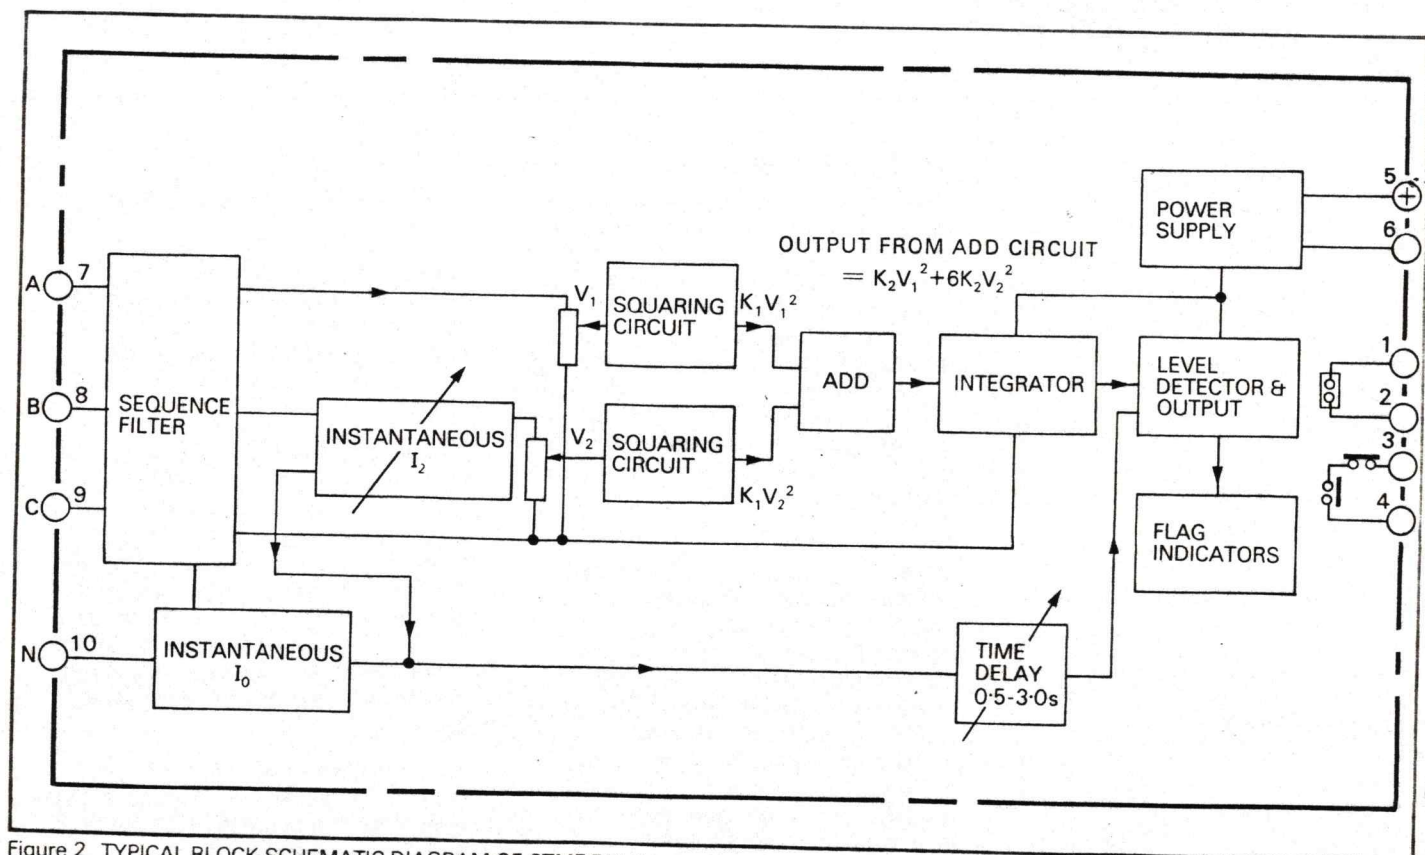 OUTPUT FROM ADD CIRCUIT
= K₂V₁²+6K₂V₂²
POWER
SUPPLY
5
6
A
7
B
8
C
9
N
10
SEQUENCE
FILTER
INSTANTANEOUS
I₂
INSTANTANEOUS
I₀
V₁
SQUARING
CIRCUIT
K₁V₁²
V₂
SQUARING
CIRCUIT
K₁V₂²
ADD
INTEGRATOR
LEVEL
DETECTOR &
OUTPUT
FLAG
INDICATORS
TIME
DELAY
0·5-3·0s
1
2
3
4
Figure 2. TYPICAL BLOCK SCHEMATIC DIAGRAM OF